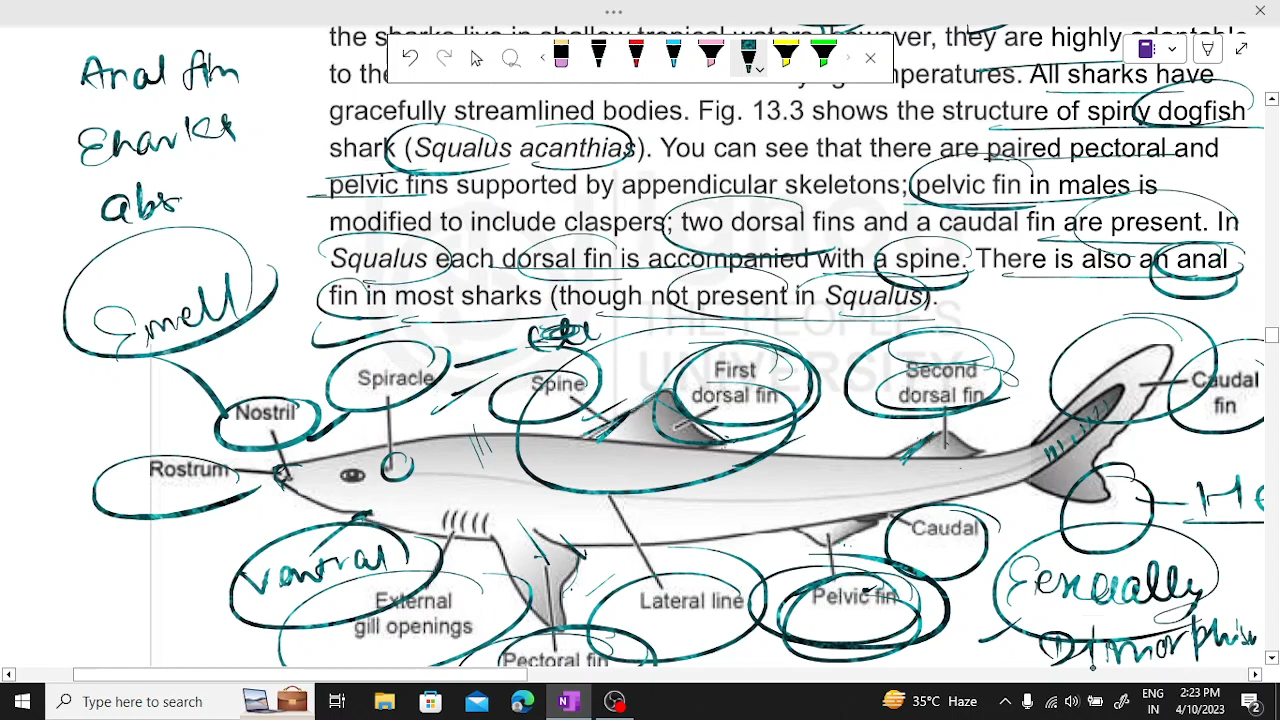 the sharks live in shallow tropical waters, however, they are highly adaptable
to the temperatures. All sharks have
gracefully streamlined bodies. Fig. 13.3 shows the structure of spiny dogfish
shark (Squalus acanthias). You can see that there are paired pectoral and
pelvic fins supported by appendicular skeletons; pelvic fin in males is
modified to include claspers; two dorsal fins and a caudal fin are present. In
Squalus each dorsal fin is accompanied with a spine. There is also an anal
fin in most sharks (though not present in Squalus).
THE PEOPLE'S
UNIVERSITY
Anal fin
Sharks
abs
Smell
Spiracle
Spine
First
dorsal fin
Second
dorsal fin
Caudal
fin
Nostril
Rostrum
Caudal
He
Ventral
External
gill openings
Lateral line
Pelvic fin
Pectoral fin
Sexually
Dimorphis
Type here to search
35°C Haze
ENG
IN
2:23 PM
4/10/2023
2